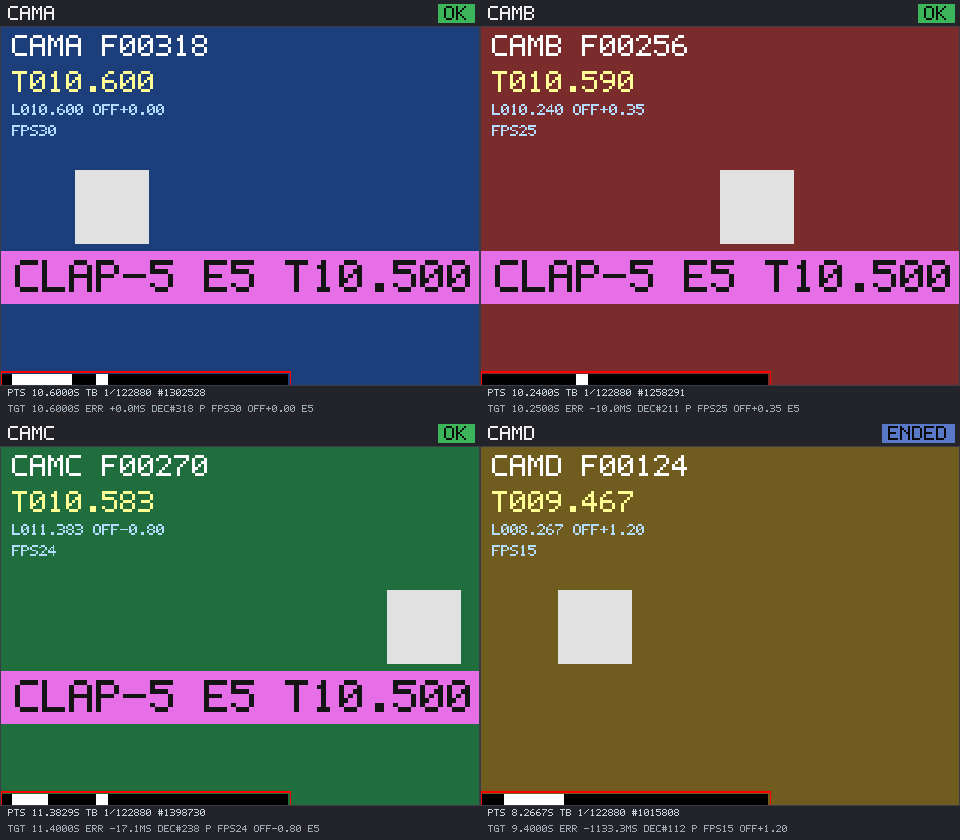 CAMA OK
CAMA F00318
T010.600
L010.600 OFF+0.00
FPS30
CLAP-5 E5 T10.500
PTS 10.6000S TB 1/122880 #1302528
TGT 10.6000S ERR +0.0MS DEC#318 P FPS30 OFF+0.00 E5
CAMB OK
CAMB F00256
T010.590
L010.240 OFF+0.35
FPS25
CLAP-5 E5 T10.500
PTS 10.2400S TB 1/122880 #1258291
TGT 10.2500S ERR -10.0MS DEC#211 P FPS25 OFF+0.35 E5
CAMC OK
CAMC F00270
T010.583
L011.383 OFF-0.80
FPS24
CLAP-5 E5 T10.500
PTS 11.3829S TB 1/122880 #1398730
TGT 11.4000S ERR -17.1MS DEC#238 P FPS24 OFF-0.80 E5
CAMD ENDED
CAMD F00124
T009.467
L008.267 OFF+1.20
FPS15
PTS 8.2667S TB 1/122880 #1015808
TGT 9.4000S ERR -1133.3MS DEC#112 P FPS15 OFF+1.20